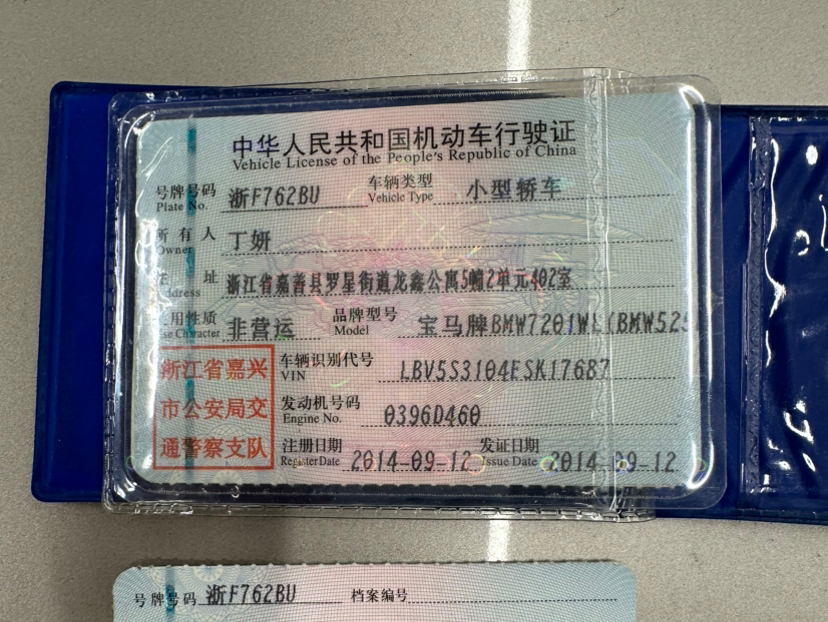 中华人民共和国机动车行驶证
Vehicle License of the People's Republic of China
号牌号码 浙F762BU 车辆类型 小型轿车
Plate No. Vehicle Type
所有人 丁妍
Owner
住址 浙江省嘉善县罗星街道龙鑫公寓5幢2单元402室
Address
使用性质 非营运 品牌型号 宝马牌BMW7201WL(BMW525
Use Character Model
浙江省嘉兴 车辆识别代号 LBV5S3104ESK17687
VIN
市公安局交 发动机号码 0396D460
Engine No.
通警察支队 注册日期 2014-09-12 发证日期 2014-09-12
Register Date Issue Date
号牌号码 浙F762BU 档案编号